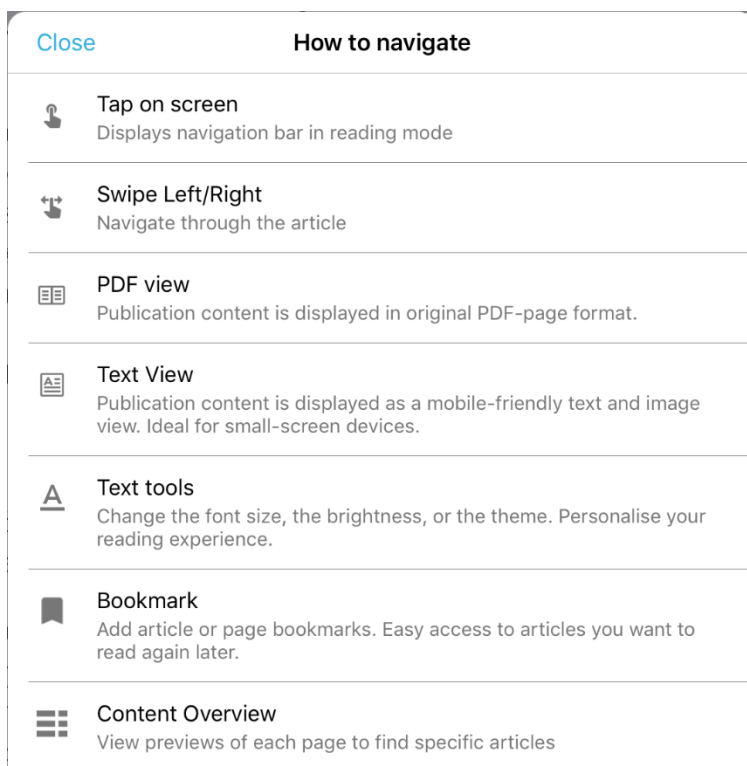 Close
How to navigate
Tap on screen
Displays navigation bar in reading mode
Swipe Left/Right
Navigate through the article
PDF view
Publication content is displayed in original PDF-page format.
Text View
Publication content is displayed as a mobile-friendly text and image
view. Ideal for small-screen devices.
Text tools
Change the font size, the brightness, or the theme. Personalise your
reading experience.
Bookmark
Add article or page bookmarks. Easy access to articles you want to
read again later.
Content Overview
View previews of each page to find specific articles